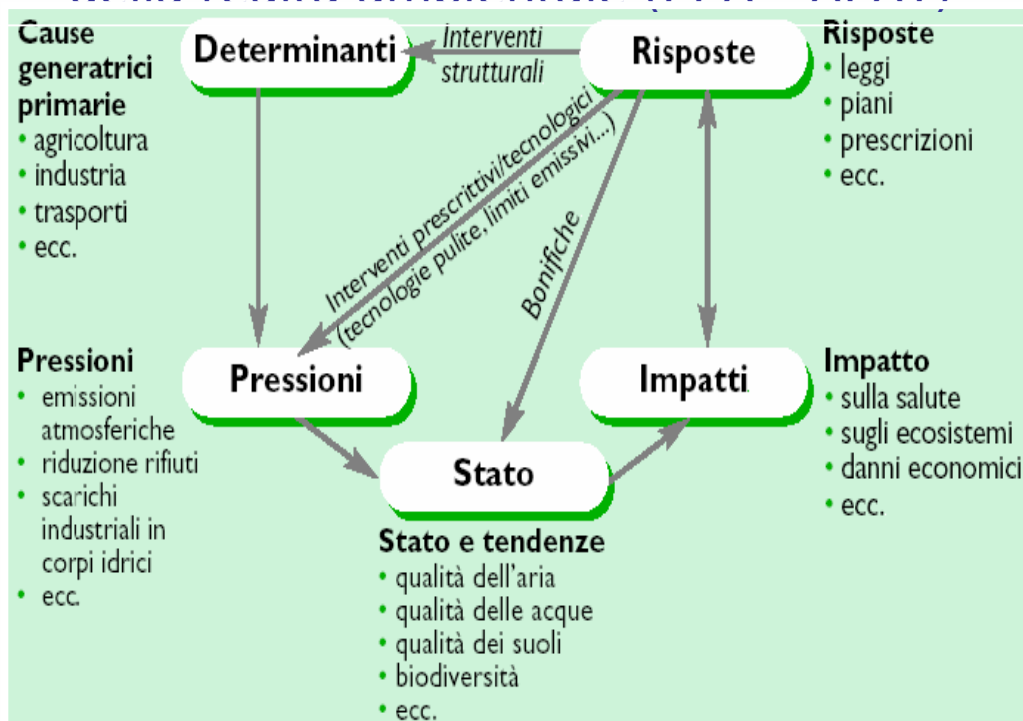 Cause
generatrici
primarie
• agricoltura
• industria
• trasporti
• ecc.
Determinanti
Interventi
strutturali
Risposte
Risposte
• leggi
• piani
• prescrizioni
• ecc.
Interventi prescrittivi/tecnologici
(tecnologie pulite, limiti emissivi...)
Bonifiche
Pressioni
• emissioni
atmosferiche
• riduzione rifiuti
• scarichi
industriali in
corpi idrici
• ecc.
Pressioni
Stato
Impatti
Impatto
• sulla salute
• sugli ecosistemi
• danni economici
• ecc.
Stato e tendenze
• qualità dell'aria
• qualità delle acque
• qualità dei suoli
• biodiversità
• ecc.